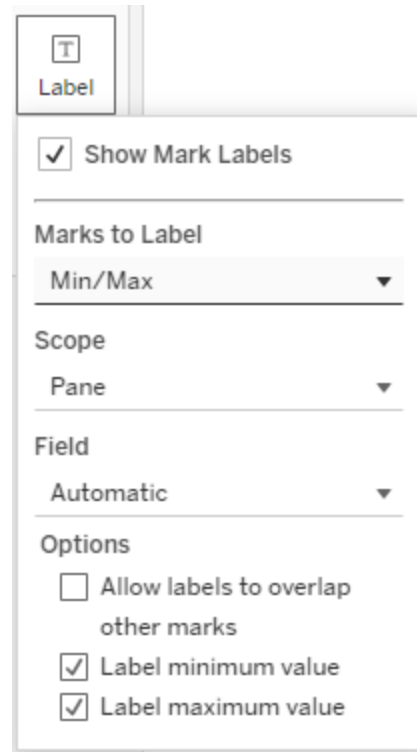 T
Label
Show Mark Labels
Marks to Label
Min/Max
Scope
Pane
Field
Automatic
Options
Allow labels to overlap
other marks
Label minimum value
Label maximum value